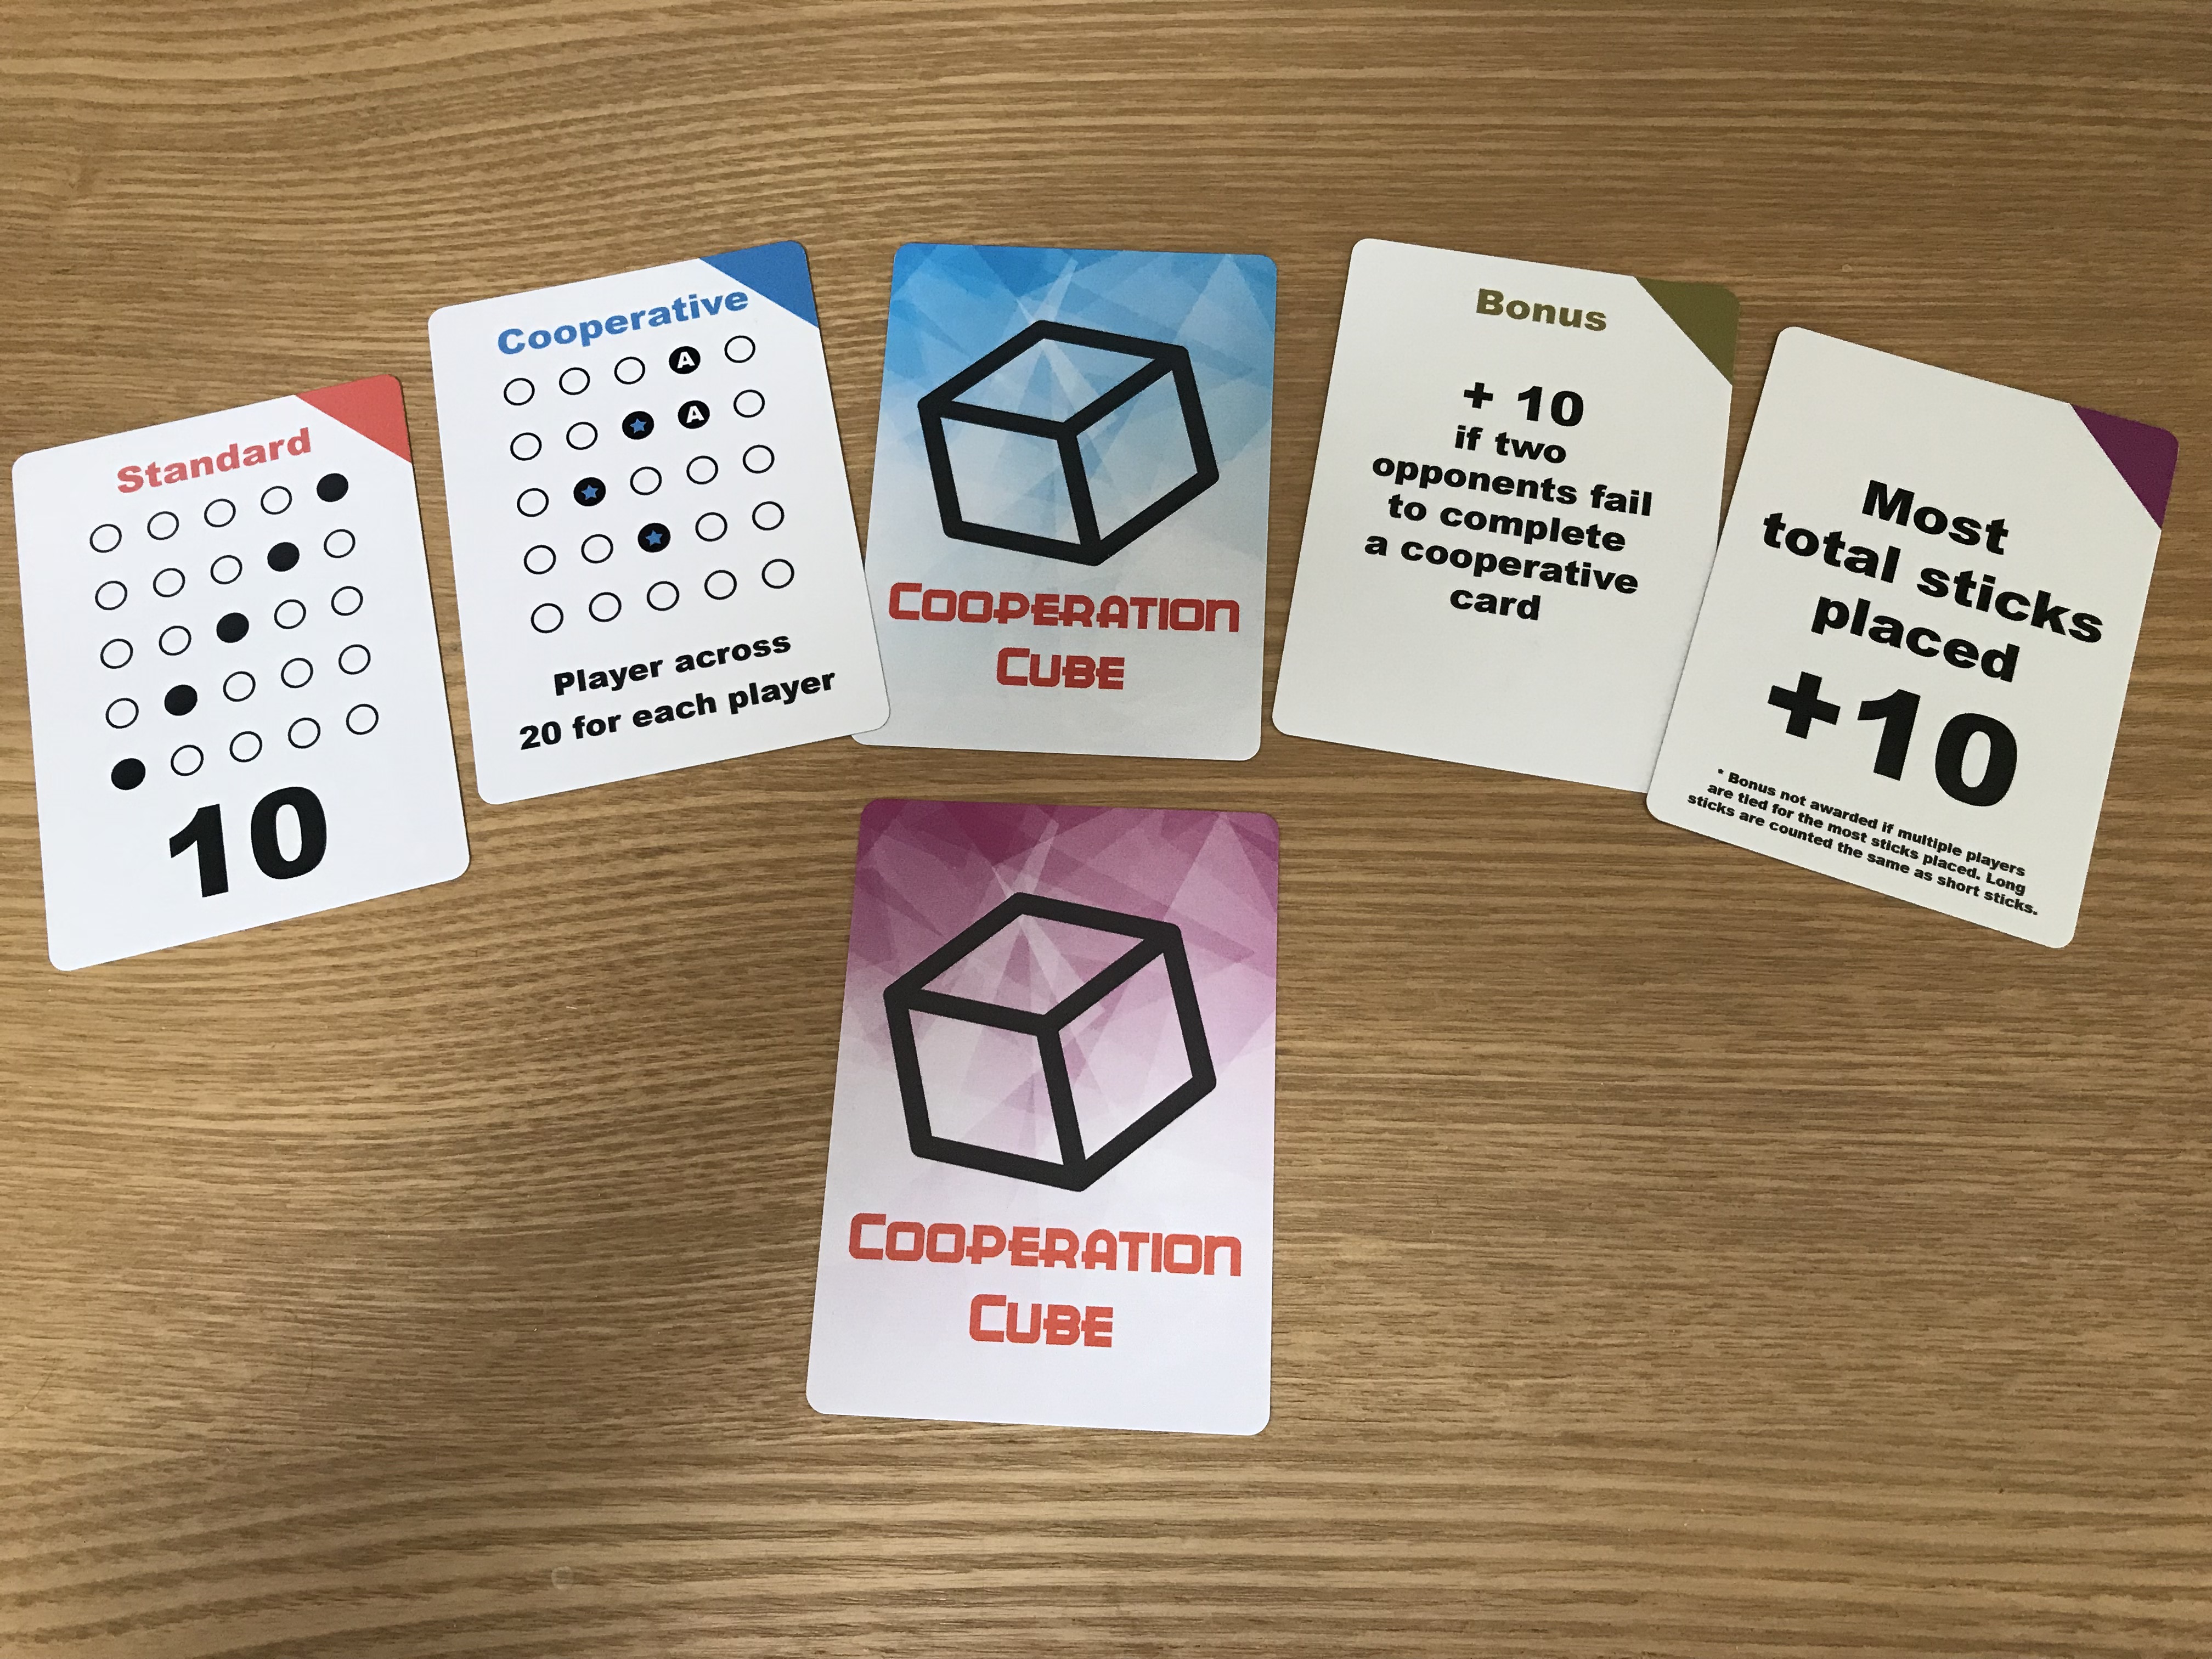 Standard
10
Cooperative
A
A
Player across
20 for each player
COOPERATION
CUBE
Bonus
+ 10
if two
opponents fail
to complete
a cooperative
card
Most
total sticks
placed
+10
* Bonus not awarded if multiple players
are tied for the most sticks placed. Long
sticks are counted the same as short sticks.
COOPERATION
CUBE